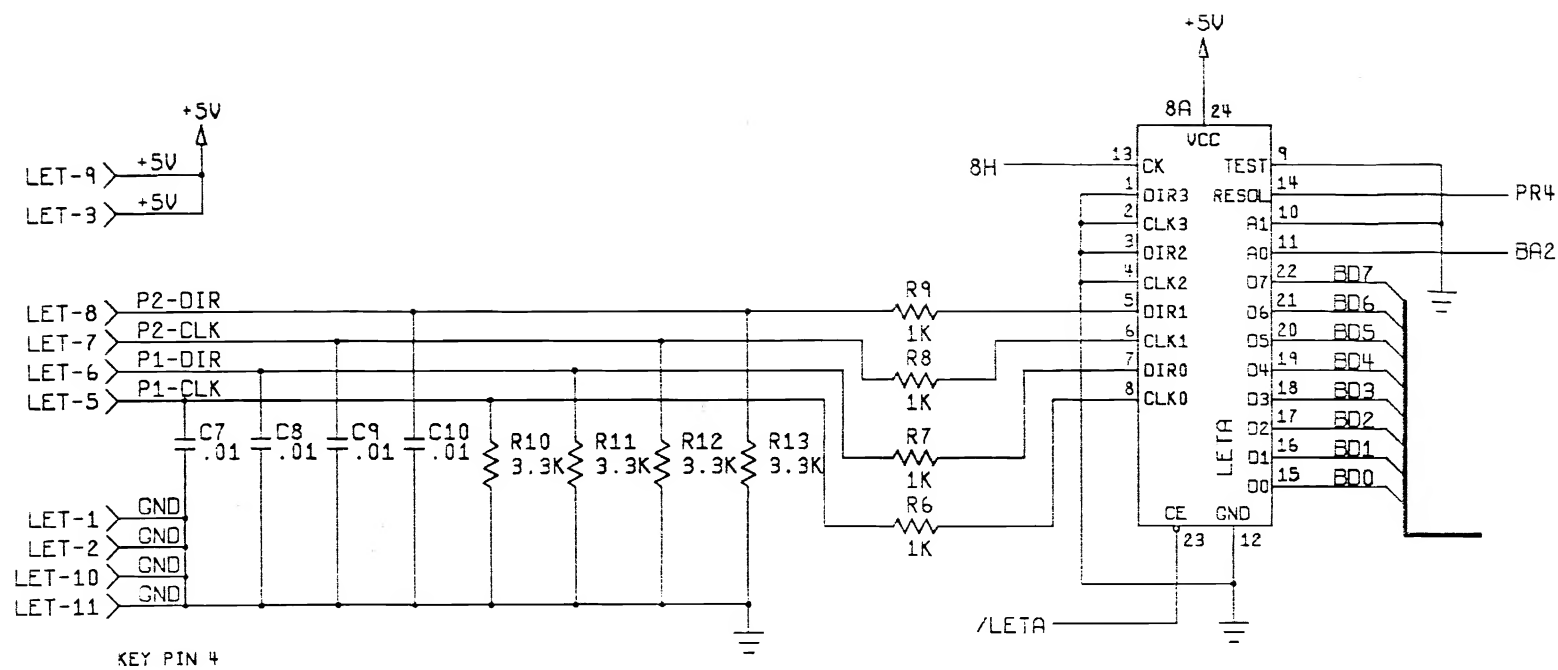 +5V
+5V
8A 24
VCC
LET-9 +5V
LET-3 +5V
8H 13 CK TEST 9
1 DIR3 RESOL 14 PR4
2 CLK3 A1 10
3 DIR2 A0 11 BA2
4 CLK2 D7 22 BD7
LET-8 P2-DIR R9 1K 5 DIR1 D6 21 BD6
LET-7 P2-CLK R8 1K 6 CLK1 D5 20 BD5
LET-6 P1-DIR 7 DIR0 D4 19 BD4
LET-5 P1-CLK 8 CLK0 D3 18 BD3
D2 17 BD2
D1 16 BD1
D0 15 BD0
LETA
C7 .01
C8 .01
C9 .01
C10 .01
R10 3.3K
R11 3.3K
R12 3.3K
R13 3.3K
R7 1K
R6 1K
LET-1 GND
LET-2 GND
LET-10 GND
LET-11 GND
CE GND
23 12
/LETA
KEY PIN 4